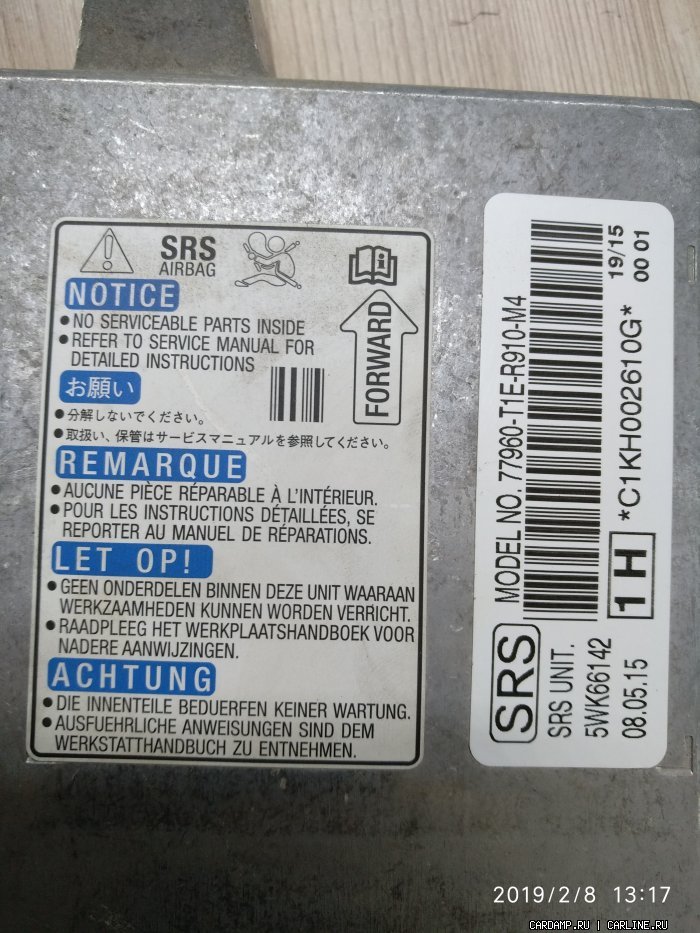 SRS
AIRBAG
NOTICE
● NO SERVICEABLE PARTS INSIDE
● REFER TO SERVICE MANUAL FOR
DETAILED INSTRUCTIONS
FORWARD
お願い
● 分解しないでください。
● 取扱い、保管はサービスマニュアルを参照してください。
REMARQUE
● AUCUNE PIÈCE RÉPARABLE À L'INTÉRIEUR.
● POUR LES INSTRUCTIONS DÉTAILLÉES, SE
REPORTER AU MANUEL DE RÉPARATIONS.
LET OP!
● GEEN ONDERDELEN BINNEN DEZE UNIT WAARAAN
WERKZAAMHEDEN KUNNEN WORDEN VERRICHT.
● RAADPLEEG HET WERKPLAATSHANDBOEK VOOR
NADERE AANWIJZINGEN.
ACHTUNG
● DIE INNENTEILE BEDUERFEN KEINER WARTUNG.
● AUSFUEHRLICHE ANWEISUNGEN SIND DEM
WERKSTATTHANDBUCH ZU ENTNEHMEN.
SRS
MODEL NO. 77960-T1E-R910-M4
SRS UNIT.
5WK66142
08.05.15
1 H
*C1KH002610G*
19/15
00 01
2019/2/8 13:17
CARDAMP.RU | CARLINE.RU